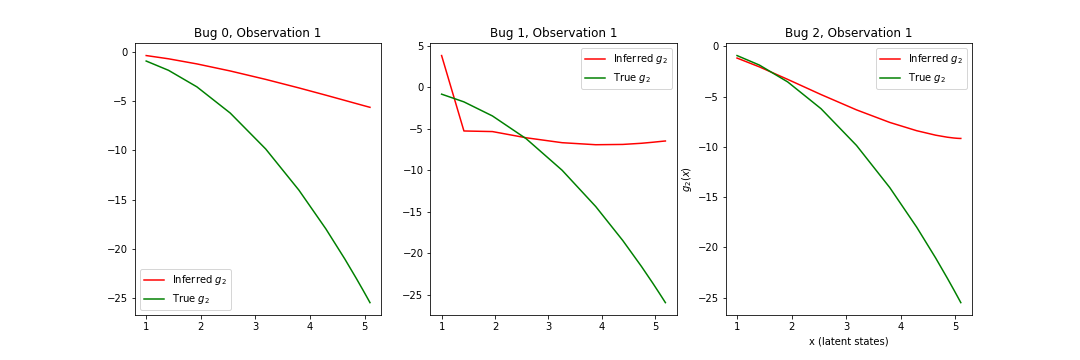 Bug 0, Observation 1
0
−5
−10
−15
−20
−25
1 2 3 4 5
Inferred g₂
True g₂
Bug 1, Observation 1
5
0
−5
−10
−15
−20
−25
1 2 3 4 5
Inferred g₂
True g₂
Bug 2, Observation 1
g₂(x)
0
−5
−10
−15
−20
−25
1 2 3 4 5
x (latent states)
Inferred g₂
True g₂